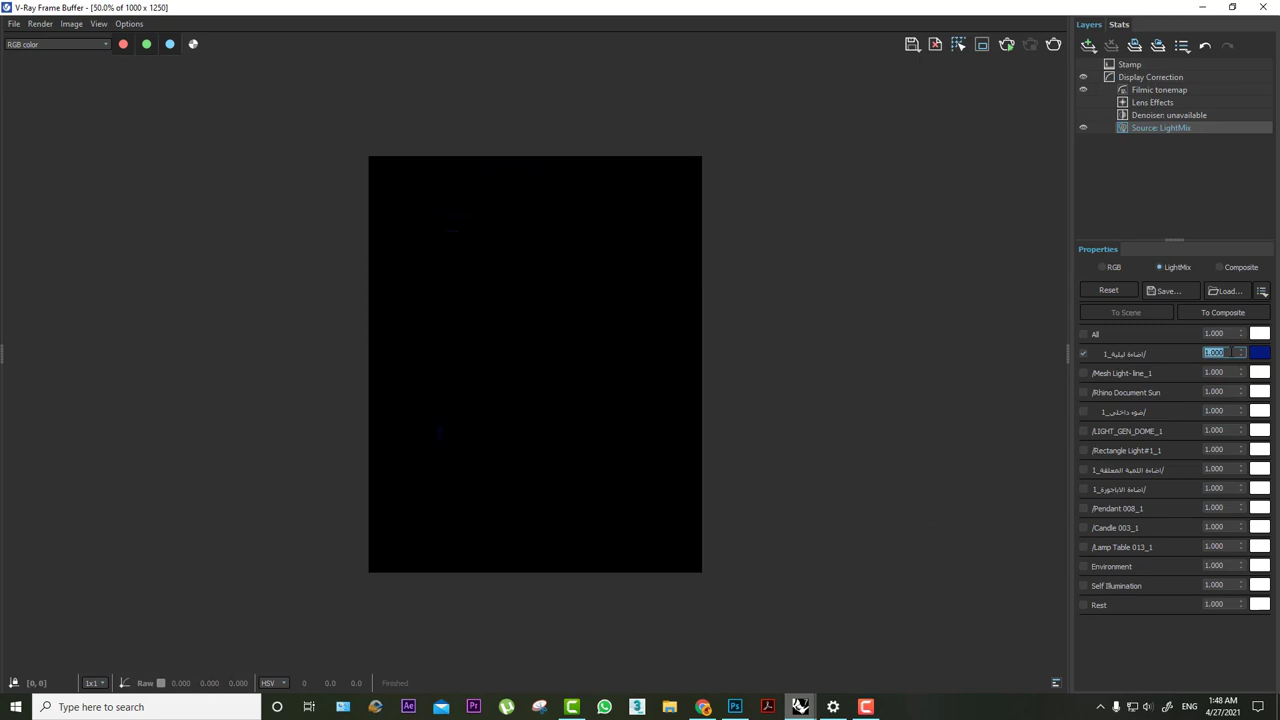 V-Ray Frame Buffer - [50.0% of 1000 x 1250]
File Render Image View Options
RGB color
Layers Stats
Stamp
Display Correction
Filmic tonemap
Lens Effects
Denoiser: unavailable
Source: LightMix
Properties
RGB LightMix Composite
Reset Save... Load...
To Scene To Composite
All 1.000
/اضاءة ليلية_1 1.000
/Mesh Light- line_1 1.000
/Rhino Document Sun 1.000
/ضوء داخلي_1 1.000
/LIGHT_GEN_DOME_1 1.000
/Rectangle Light#1_1 1.000
/اضاءة اللمبة المعلقة_1 1.000
/اضاءة الاباجورة_1 1.000
/Pendant 008_1 1.000
/Candle 003_1 1.000
/Lamp Table 013_1 1.000
Environment 1.000
Self Illumination 1.000
Rest 1.000
[0, 0] 1x1 Raw 0.000 0.000 0.000 HSV 0 0.0 0.0 Finished
Type here to search
ENG
1:48 AM
4/27/2021